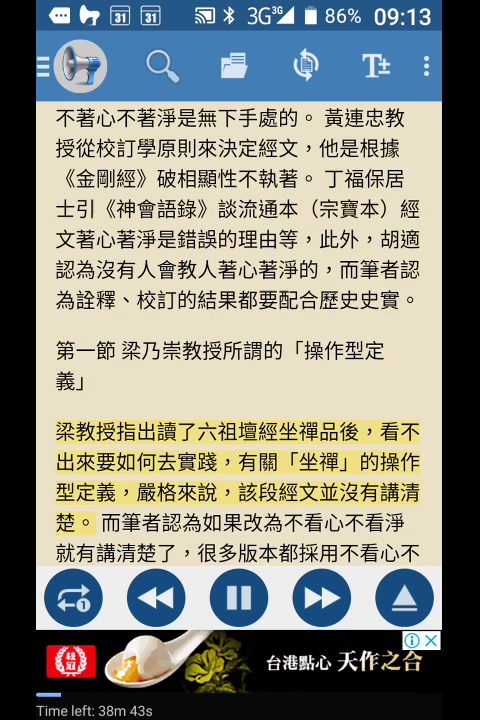 31 31 3G 3G 86% 09:13
T±
不著心不著淨是無下手處的。 黃連忠教
授從校訂學原則來決定經文，他是根據
《金剛經》破相顯性不執著。 丁福保居
士引《神會語錄》談流通本（宗寶本）經
文著心著淨是錯誤的理由等，此外，胡適
認為沒有人會教人著心著淨的，而筆者認
為詮釋、校訂的結果都要配合歷史史實。
第一節 梁乃崇教授所謂的「操作型定
義」
梁教授指出讀了六祖壇經坐禪品後，看不
出來要如何去實踐，有關「坐禪」的操作
型定義，嚴格來說，該段經文並沒有講清
楚。 而筆者認為如果改為不看心不看淨
就有講清楚了，很多版本都採用不看心不
1
台港點心 天作之合
Time left: 38m 43s